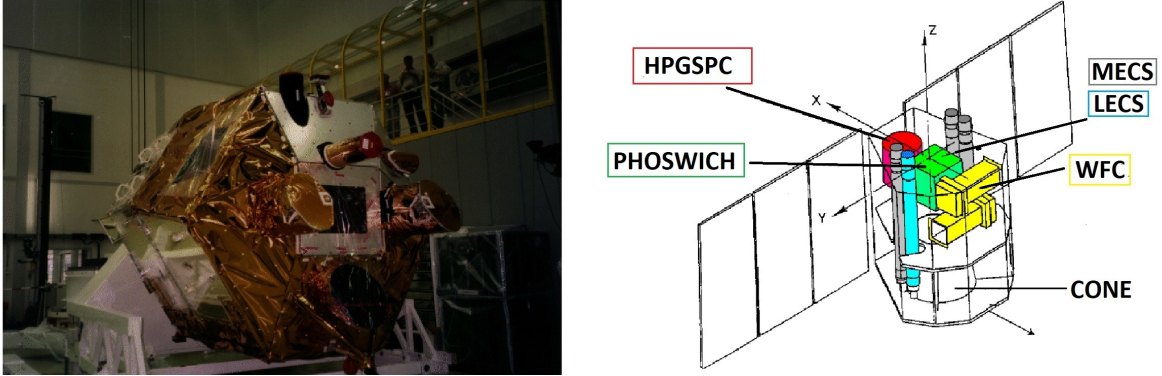 HPGSPC
Z
MECS
X
LECS
PHOSWICH
WFC
Y
CONE